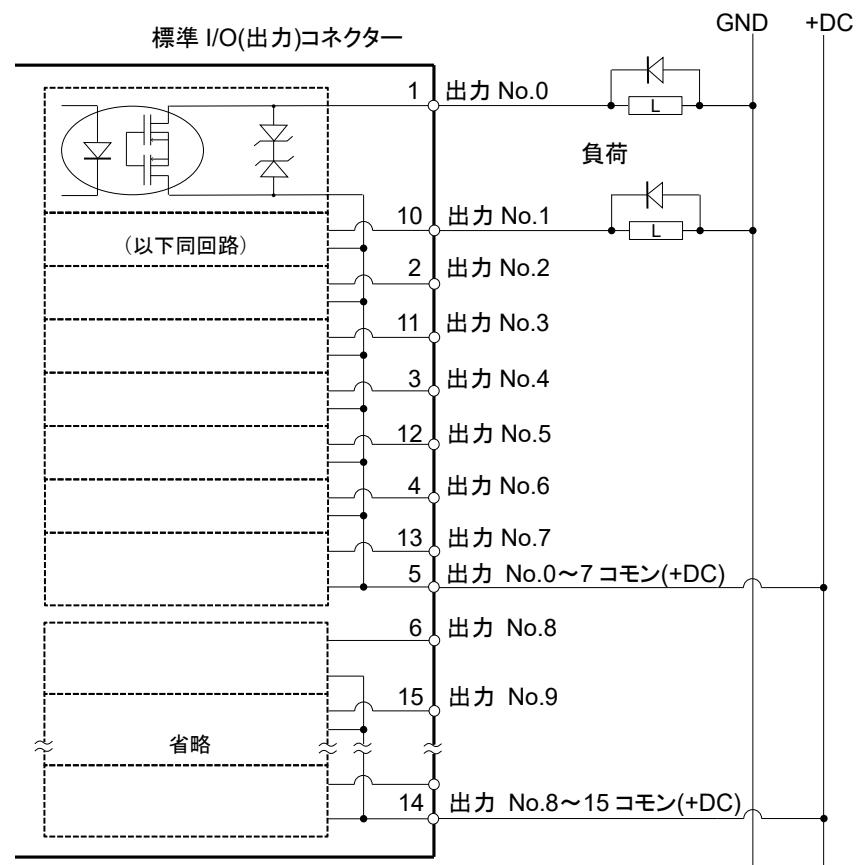 GND +DC
標準 I/O(出力)コネクター
1 出力 No.0
L
負荷
10 出力 No.1
L
(以下同回路)
2 出力 No.2
11 出力 No.3
3 出力 No.4
12 出力 No.5
4 出力 No.6
13 出力 No.7
5 出力 No.0～7 コモン(+DC)
6 出力 No.8
15 出力 No.9
省略
14 出力 No.8～15 コモン(+DC)